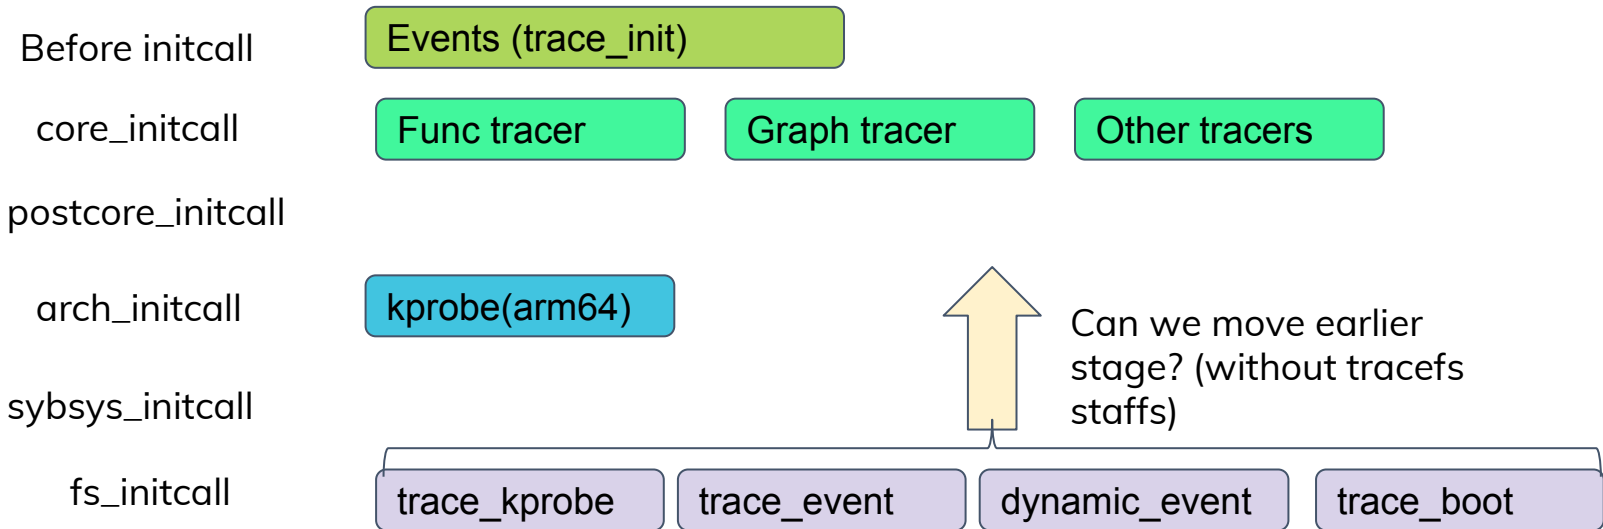 Before initcall
Events (trace_init)
core_initcall
Func tracer
Graph tracer
Other tracers
postcore_initcall
arch_initcall
kprobe(arm64)
Can we move earlier
stage? (without tracefs
staffs)
sybsys_initcall
fs_initcall
trace_kprobe
trace_event
dynamic_event
trace_boot